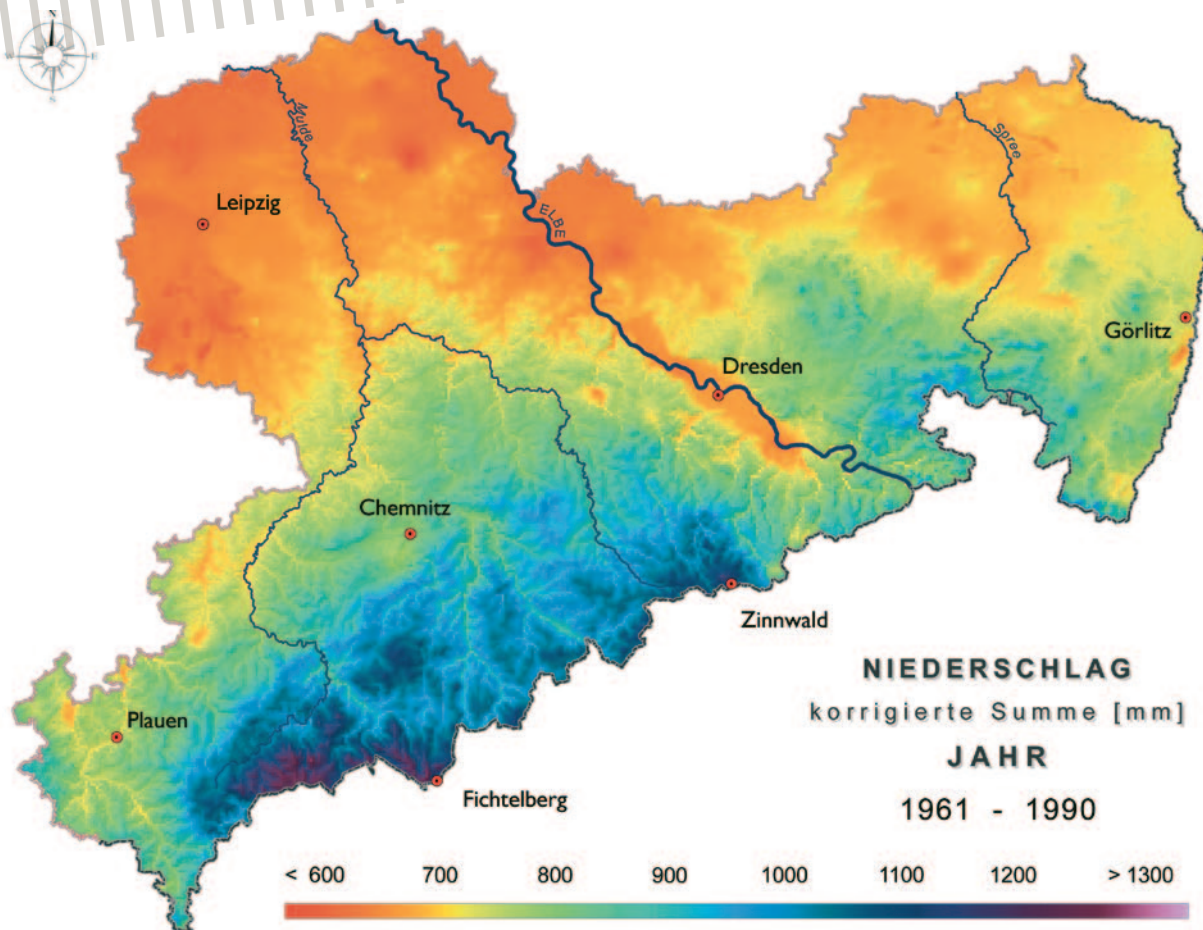 N
W
E
S
Mulde
Spree
Leipzig
ELBE
Görlitz
Dresden
Chemnitz
Zinnwald
NIEDERSCHLAG
korrigierte Summe [mm]
Plauen
JAHR
Fichtelberg
1961 - 1990
< 600 700 800 900 1000 1100 1200 > 1300